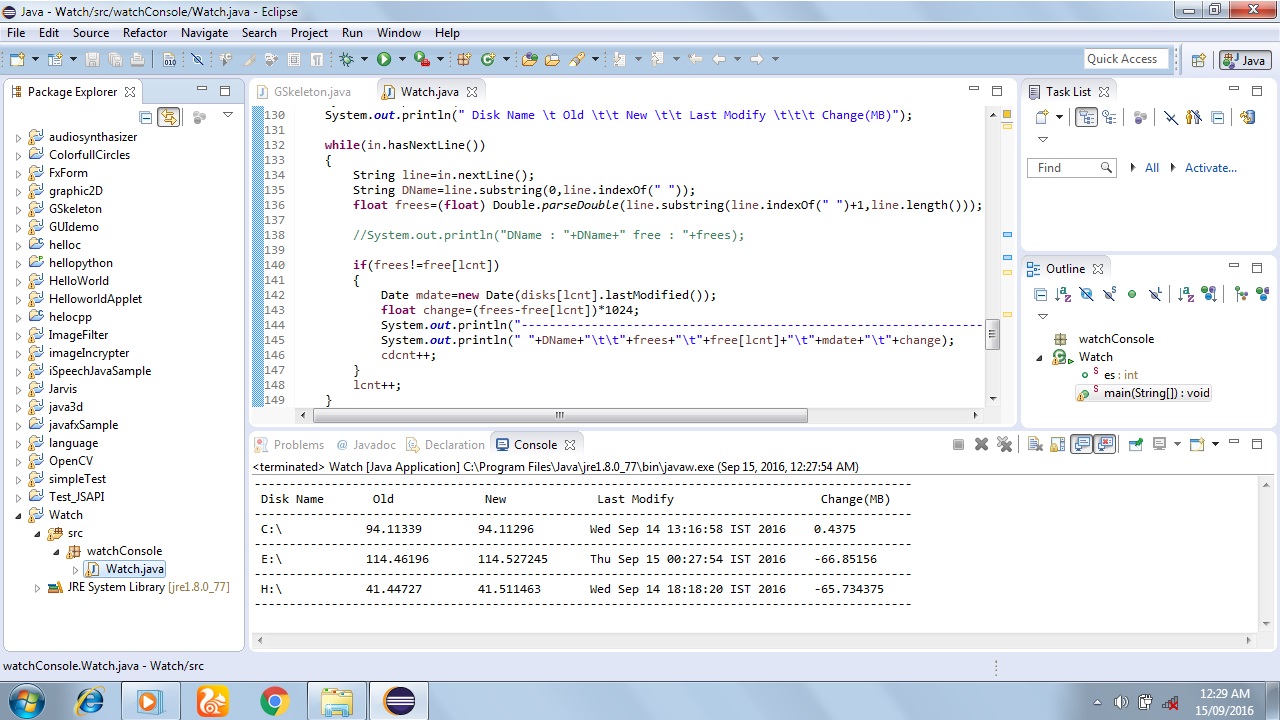 Java - Watch/src/watchConsole/Watch.java - Eclipse
File Edit Source Refactor Navigate Search Project Run Window Help
Quick Access
Java
Package Explorer
audiosynthasizer
ColorfullCircles
FxForm
graphic2D
GSkeleton
GUIdemo
helloc
hellopython
HelloWorld
HelloworldApplet
helocpp
ImageFilter
imageIncrypter
iSpeechJavaSample
Jarvis
java3d
javafxSample
language
OpenCV
simpleTest
Test_JSAPI
Watch
src
watchConsole
Watch.java
JRE System Library [jre1.8.0_77]
GSkeleton.java Watch.java
130 System.out.println(" Disk Name \t Old \t\t New \t\t Last Modify \t\t\t Change(MB)");
131
132 while(in.hasNextLine())
133 {
134 String line=in.nextLine();
135 String DName=line.substring(0,line.indexOf(" "));
136 float frees=(float) Double.parseDouble(line.substring(line.indexOf(" ")+1,line.length()));
137
138 //System.out.println("DName : "+DName+" free : "+frees);
139
140 if(frees!=free[lcnt])
141 {
142 Date mdate=new Date(disks[lcnt].lastModified());
143 float change=(frees-free[lcnt])*1024;
144 System.out.println("------------------------------------------------------------------
145 System.out.println(" "+DName+"\t\t"+frees+"\t"+free[lcnt]+"\t"+mdate+"\t"+change);
146 cdcnt++;
147 }
148 lcnt++;
149 }
Task List
Find
All
Activate...
Outline
watchConsole
Watch
es : int
main(String[]) : void
Problems @ Javadoc Declaration Console
<terminated> Watch [Java Application] C:\Program Files\Java\jre1.8.0_77\bin\javaw.exe (Sep 15, 2016, 12:27:54 AM)
----------------------------------------------------------------------------------------------
Disk Name Old New Last Modify Change(MB)
----------------------------------------------------------------------------------------------
C:\ 94.11339 94.11296 Wed Sep 14 13:16:58 IST 2016 0.4375
----------------------------------------------------------------------------------------------
E:\ 114.46196 114.527245 Thu Sep 15 00:27:54 IST 2016 -66.85156
----------------------------------------------------------------------------------------------
H:\ 41.44727 41.511463 Wed Sep 14 18:18:20 IST 2016 -65.734375
----------------------------------------------------------------------------------------------
watchConsole.Watch.java - Watch/src
12:29 AM
15/09/2016